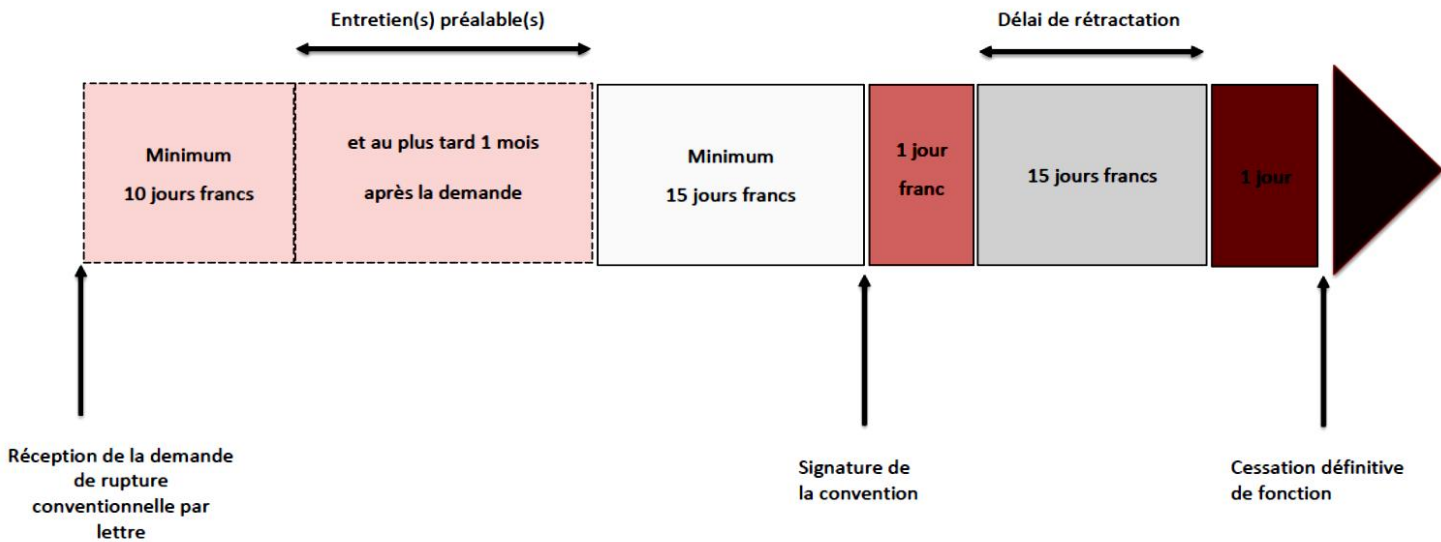 Entretien(s) préalable(s)
Délai de rétractation
Minimum
10 jours francs
et au plus tard 1 mois
après la demande
Minimum
15 jours francs
1 jour
franc
15 jours francs
1 jour
Réception de la demande
de rupture
conventionnelle par
lettre
Signature de
la convention
Cessation définitive
de fonction